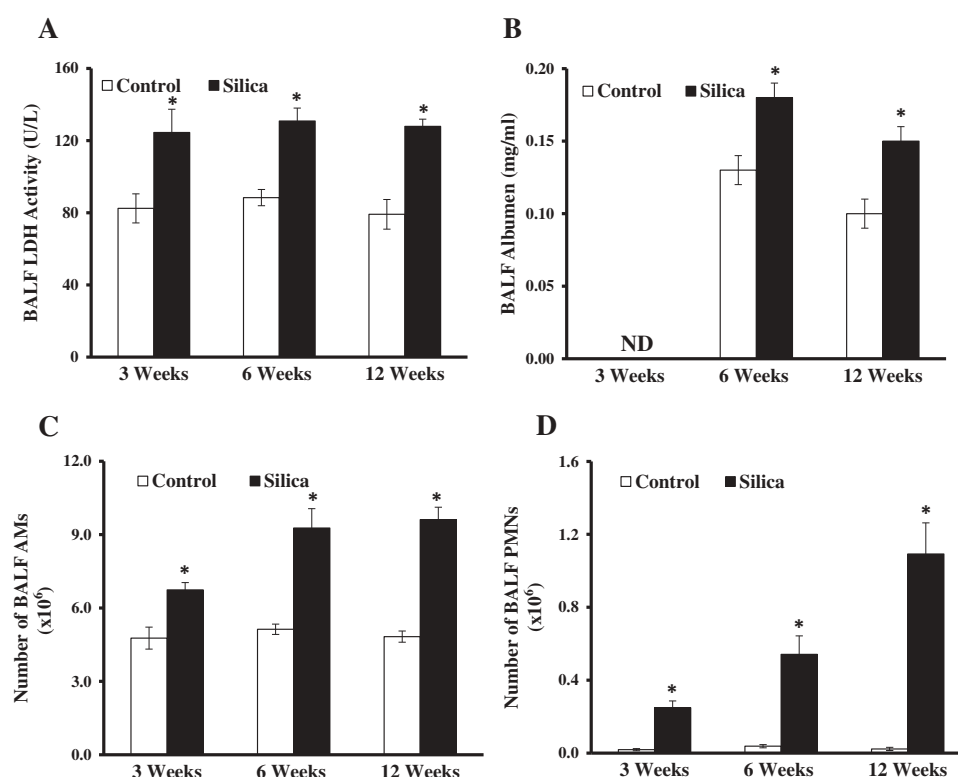 A
BALF LDH Activity (U/L)
160
120
80
40
0
Control Silica
*
*
*
3 Weeks 6 Weeks 12 Weeks
B
BALF Albumen (mg/ml)
0.20
0.15
0.10
0.05
0.00
Control Silica
*
*
ND
3 Weeks 6 Weeks 12 Weeks
C
Number of BALF AMs
(x10⁶)
12.0
9.0
6.0
3.0
0.0
Control Silica
*
*
*
3 Weeks 6 Weeks 12 Weeks
D
Number of BALF PMNs
(x10⁶)
1.6
1.2
0.8
0.4
0.0
Control Silica
*
*
*
3 Weeks 6 Weeks 12 Weeks